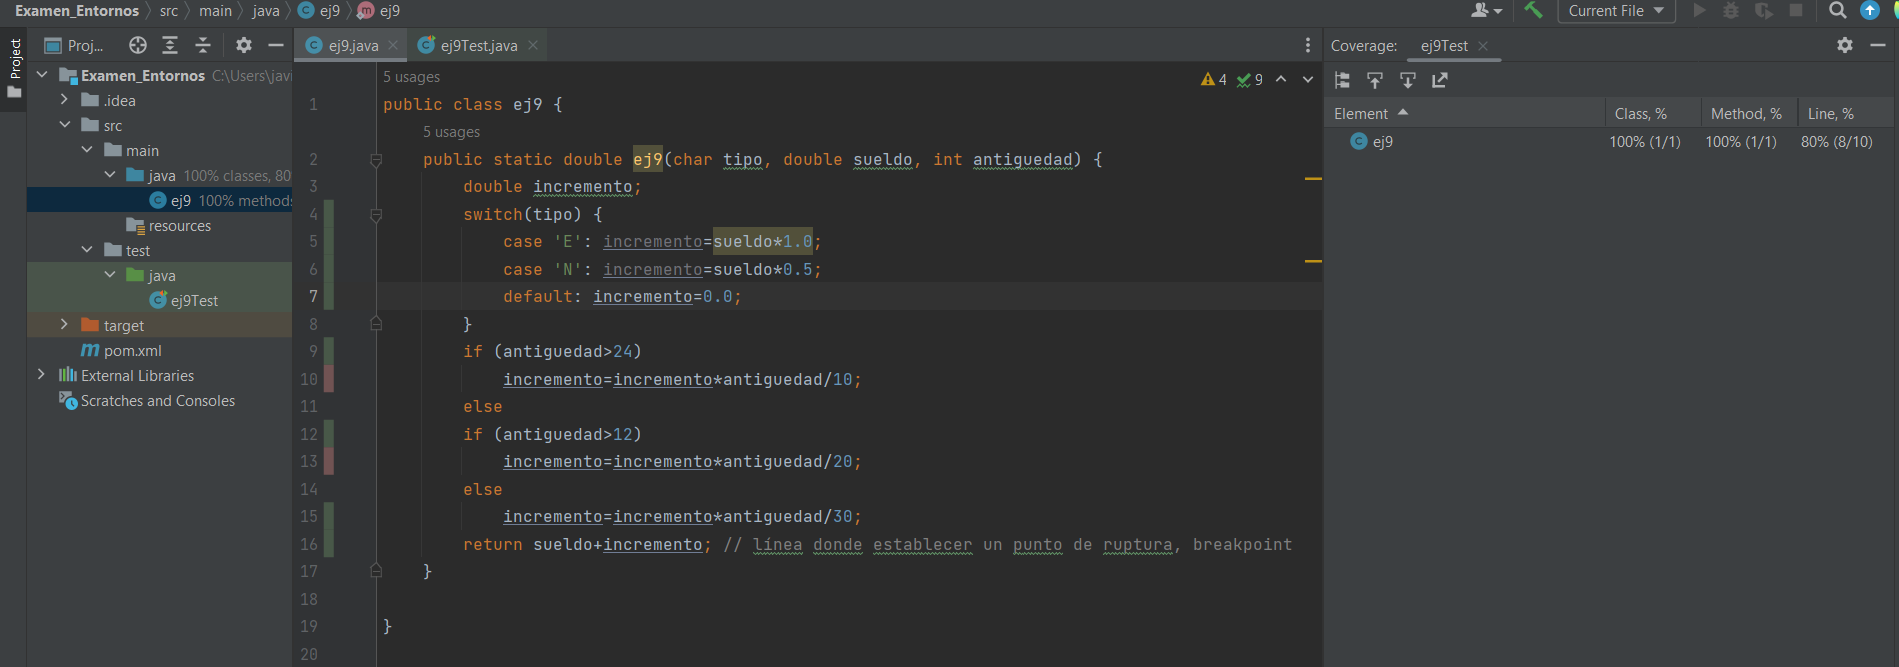 Examen_Entornos src main java ej9 ej9
Current File
Project
Proj...
ej9.java
ej9Test.java
Coverage: ej9Test
Examen_Entornos C:\Users\javi
.idea
src
main
java 100% classes, 80
ej9 100% methods
resources
test
java
ej9Test
target
pom.xml
External Libraries
Scratches and Consoles
5 usages
4 9
1 public class ej9 {
5 usages
2 public static double ej9(char tipo, double sueldo, int antiguedad) {
3 double incremento;
4 switch(tipo) {
5 case 'E': incremento=sueldo*1.0;
6 case 'N': incremento=sueldo*0.5;
7 default: incremento=0.0;
8 }
9 if (antiguedad>24)
10 incremento=incremento*antiguedad/10;
11 else
12 if (antiguedad>12)
13 incremento=incremento*antiguedad/20;
14 else
15 incremento=incremento*antiguedad/30;
16 return sueldo+incremento; // línea donde establecer un punto de ruptura, breakpoint
17 }
18
19 }
20
Element Class, % Method, % Line, %
ej9 100% (1/1) 100% (1/1) 80% (8/10)